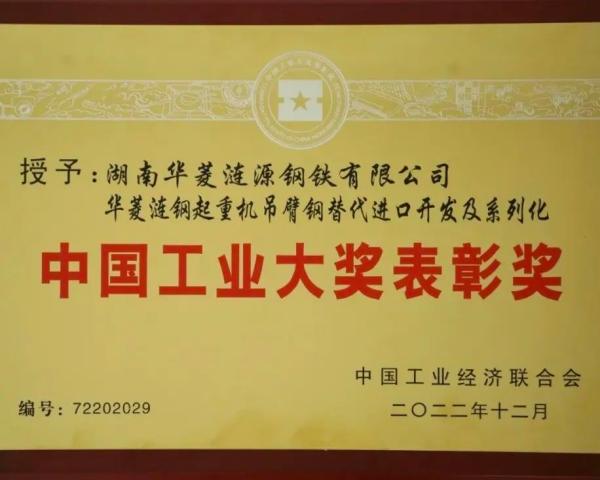 授予：湖南华菱涟源钢铁有限公司
华菱涟钢起重机吊臂钢替代进口开发及系列化
中国工业大奖表彰奖
中国工业经济联合会
编号：72202029
二〇二二年十二月